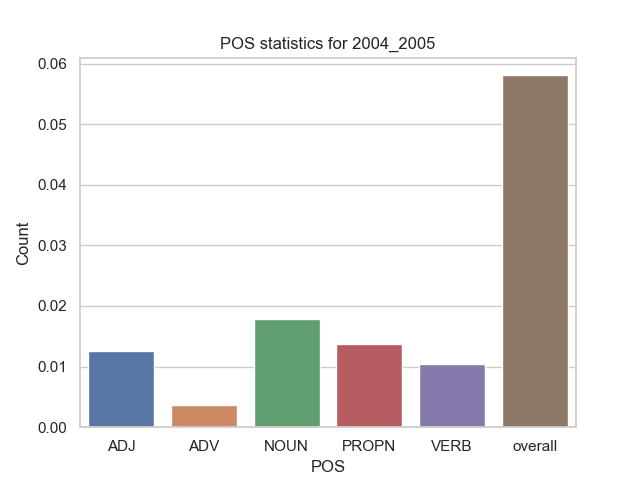 POS statistics for 2004_2005
0.06
0.05
0.04
0.03
0.02
0.01
0.00
Count
ADJ ADV NOUN PROPN VERB overall
POS